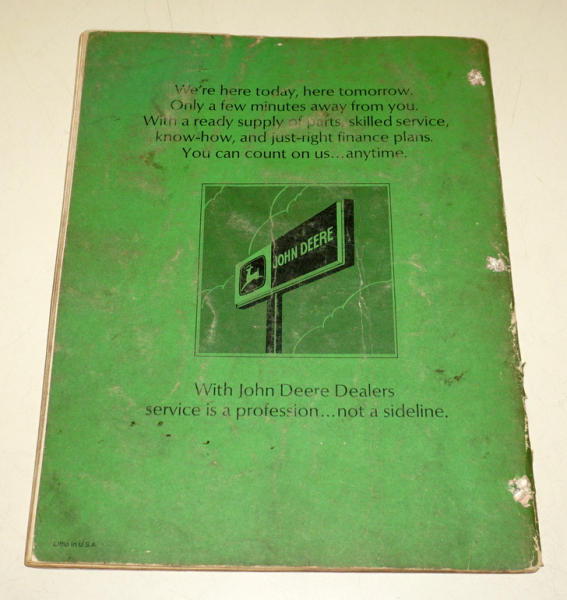 We're here today, here tomorrow.
Only a few minutes away from you.
With a ready supply of parts, skilled service,
know-how, and just-right finance plans.
You can count on us...anytime.
JOHN DEERE
With John Deere Dealers
service is a profession...not a sideline.
Litho in U.S.A.